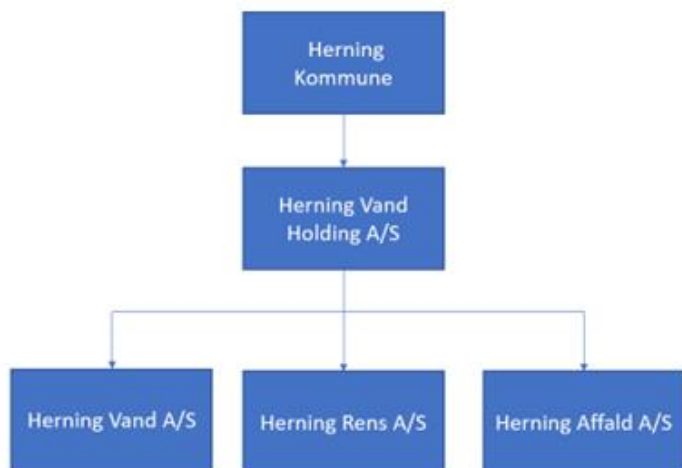 Herning
Kommune
Herning Vand
Holding A/S
Herning Vand A/S
Herning Rens A/S
Herning Affald A/S